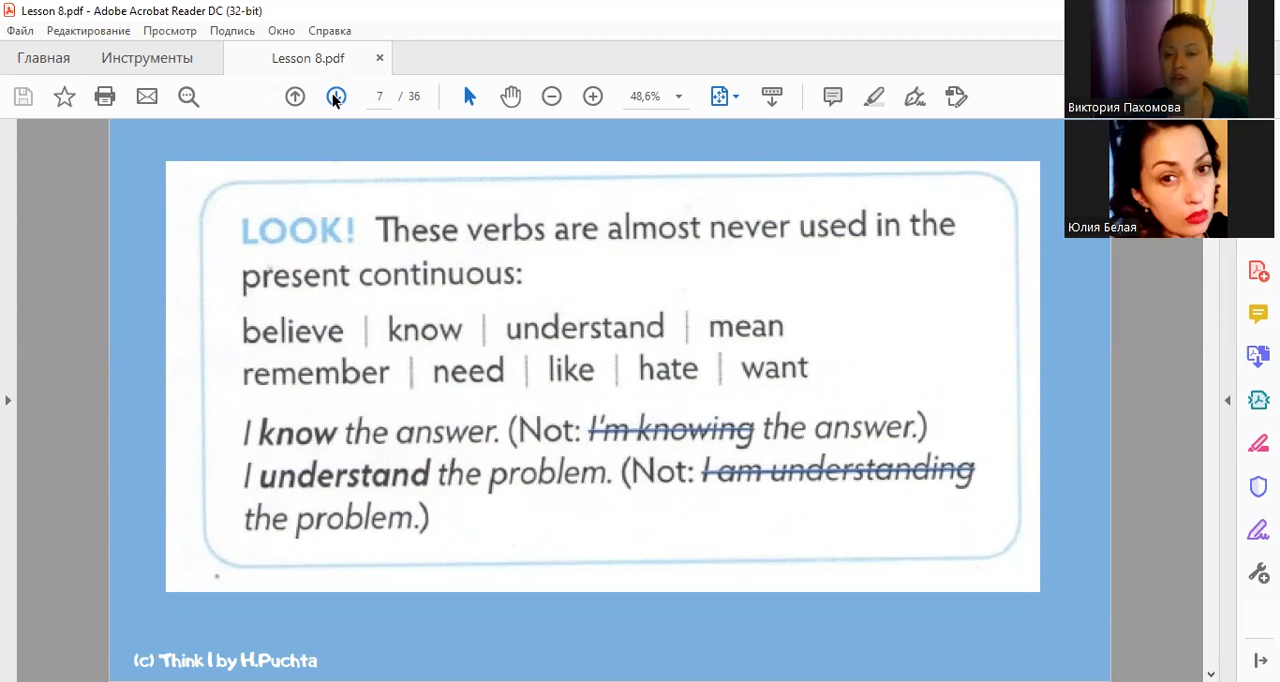 Lesson 8.pdf - Adobe Acrobat Reader DC (32-bit)
Файл Редактирование Просмотр Подпись Окно Справка
Главная Инструменты Lesson 8.pdf ×
7 / 36 48,6%
Виктория Пахомова
Юлия Белая
LOOK! These verbs are almost never used in the
present continuous:
believe | know | understand | mean
remember | need | like | hate | want
I know the answer. (Not: I'm knowing the answer.)
I understand the problem. (Not: I am understanding
the problem.)
(c) Think 1 by H.Puchta